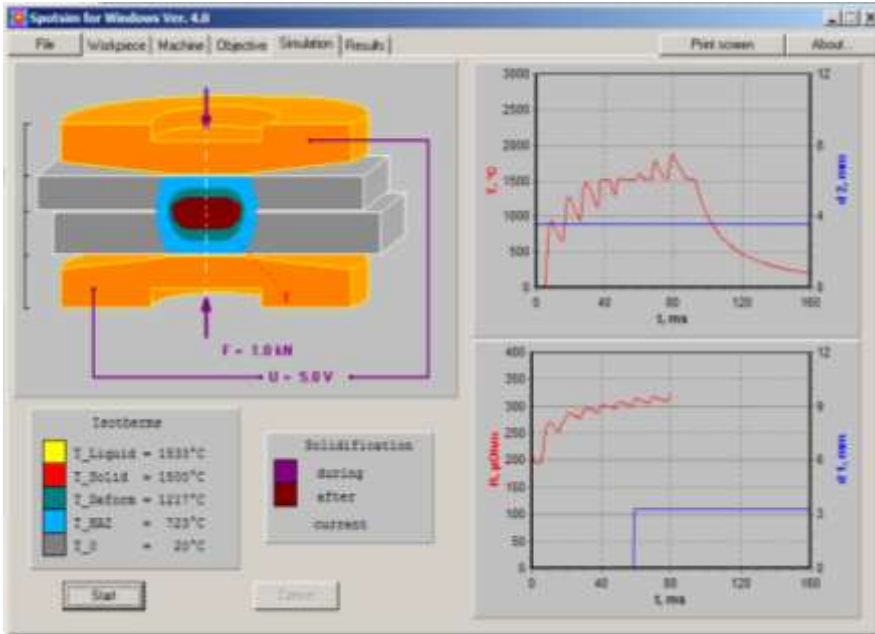 Spotsim for Windows Ver. 4.0
File Workpiece Machine Objective Simulation Results Print screen About...
F = 1.0 kN
U = 5.0 V
T
Isotherms
T_Liquid = 1533°C
T_Solid = 1500°C
T_Deform = 1217°C
T_HAZ = 723°C
T_0 = 20°C
Solidification
during
after
current
Start
Cancel
3000
2500
2000
1500
1000
500
0
T, °C
12
8
4
0
d 2, mm
0 40 80 120 160
t, ms
400
350
300
250
200
150
100
50
0
R, µOhm
12
9
6
3
0
d 1, mm
0 40 80 120 160
t, ms